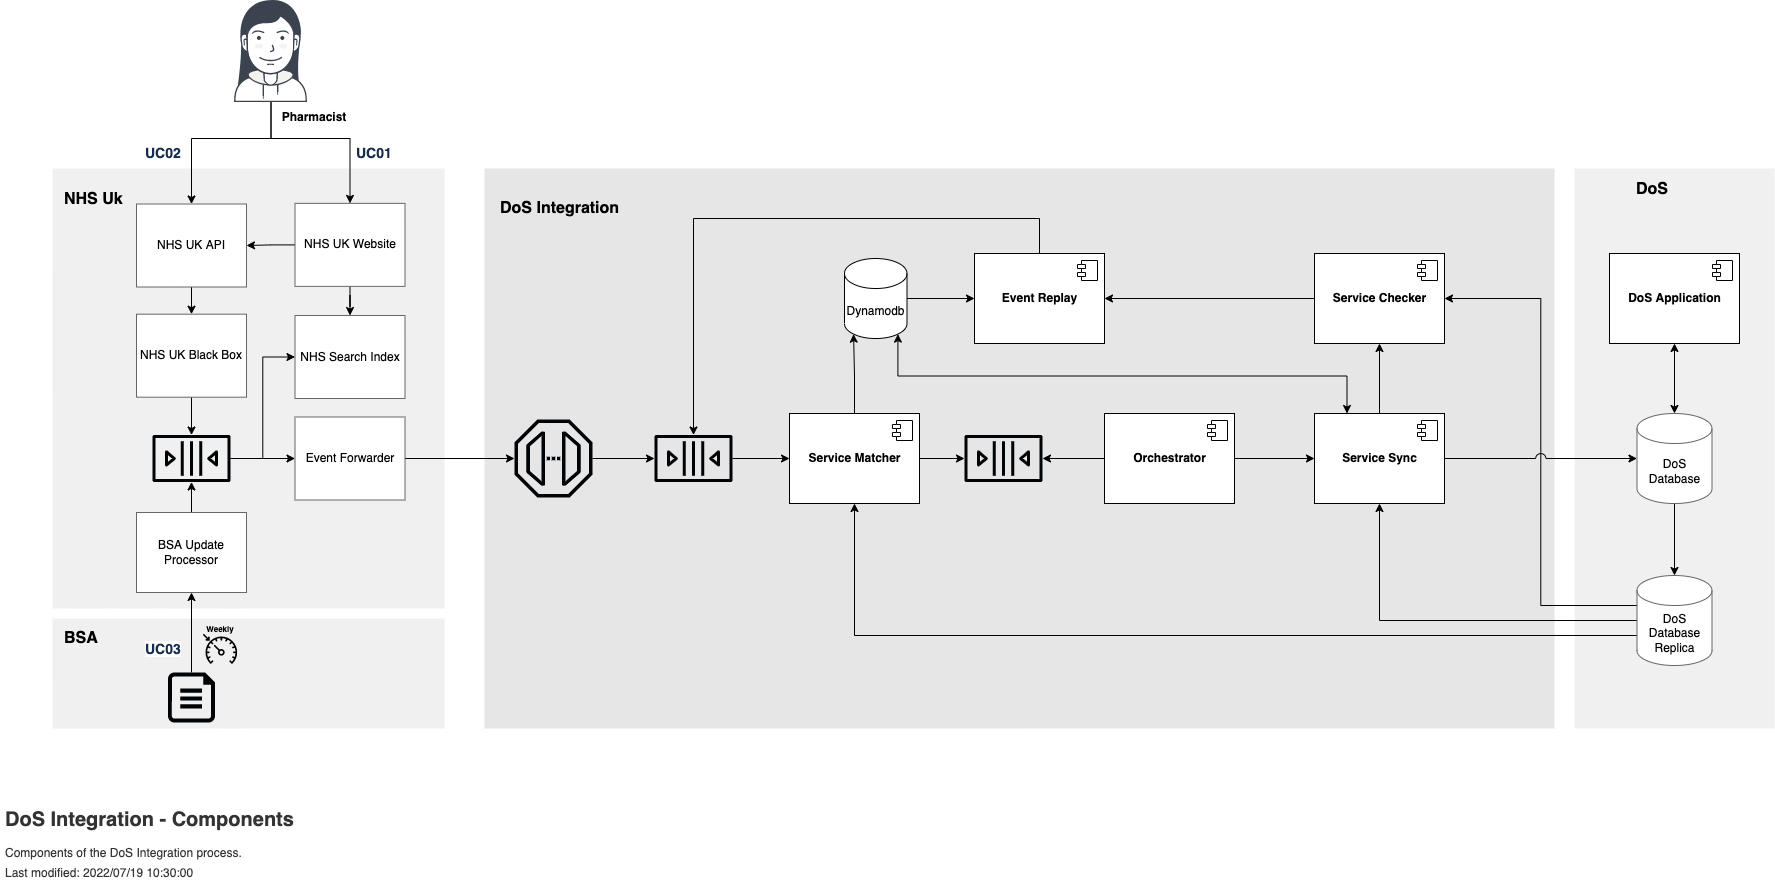 Pharmacist
UC02
UC01
NHS Uk
NHS UK API
NHS UK Website
NHS UK Black Box
NHS Search Index
Event Forwarder
BSA Update
Processor
BSA
UC03
Weekly
DoS Integration
Dynamodb
Event Replay
Service Checker
Service Matcher
Orchestrator
Service Sync
DoS
DoS Application
DoS
Database
DoS
Database
Replica
DoS Integration - Components
Components of the DoS Integration process.
Last modified: 2022/07/19 10:30:00